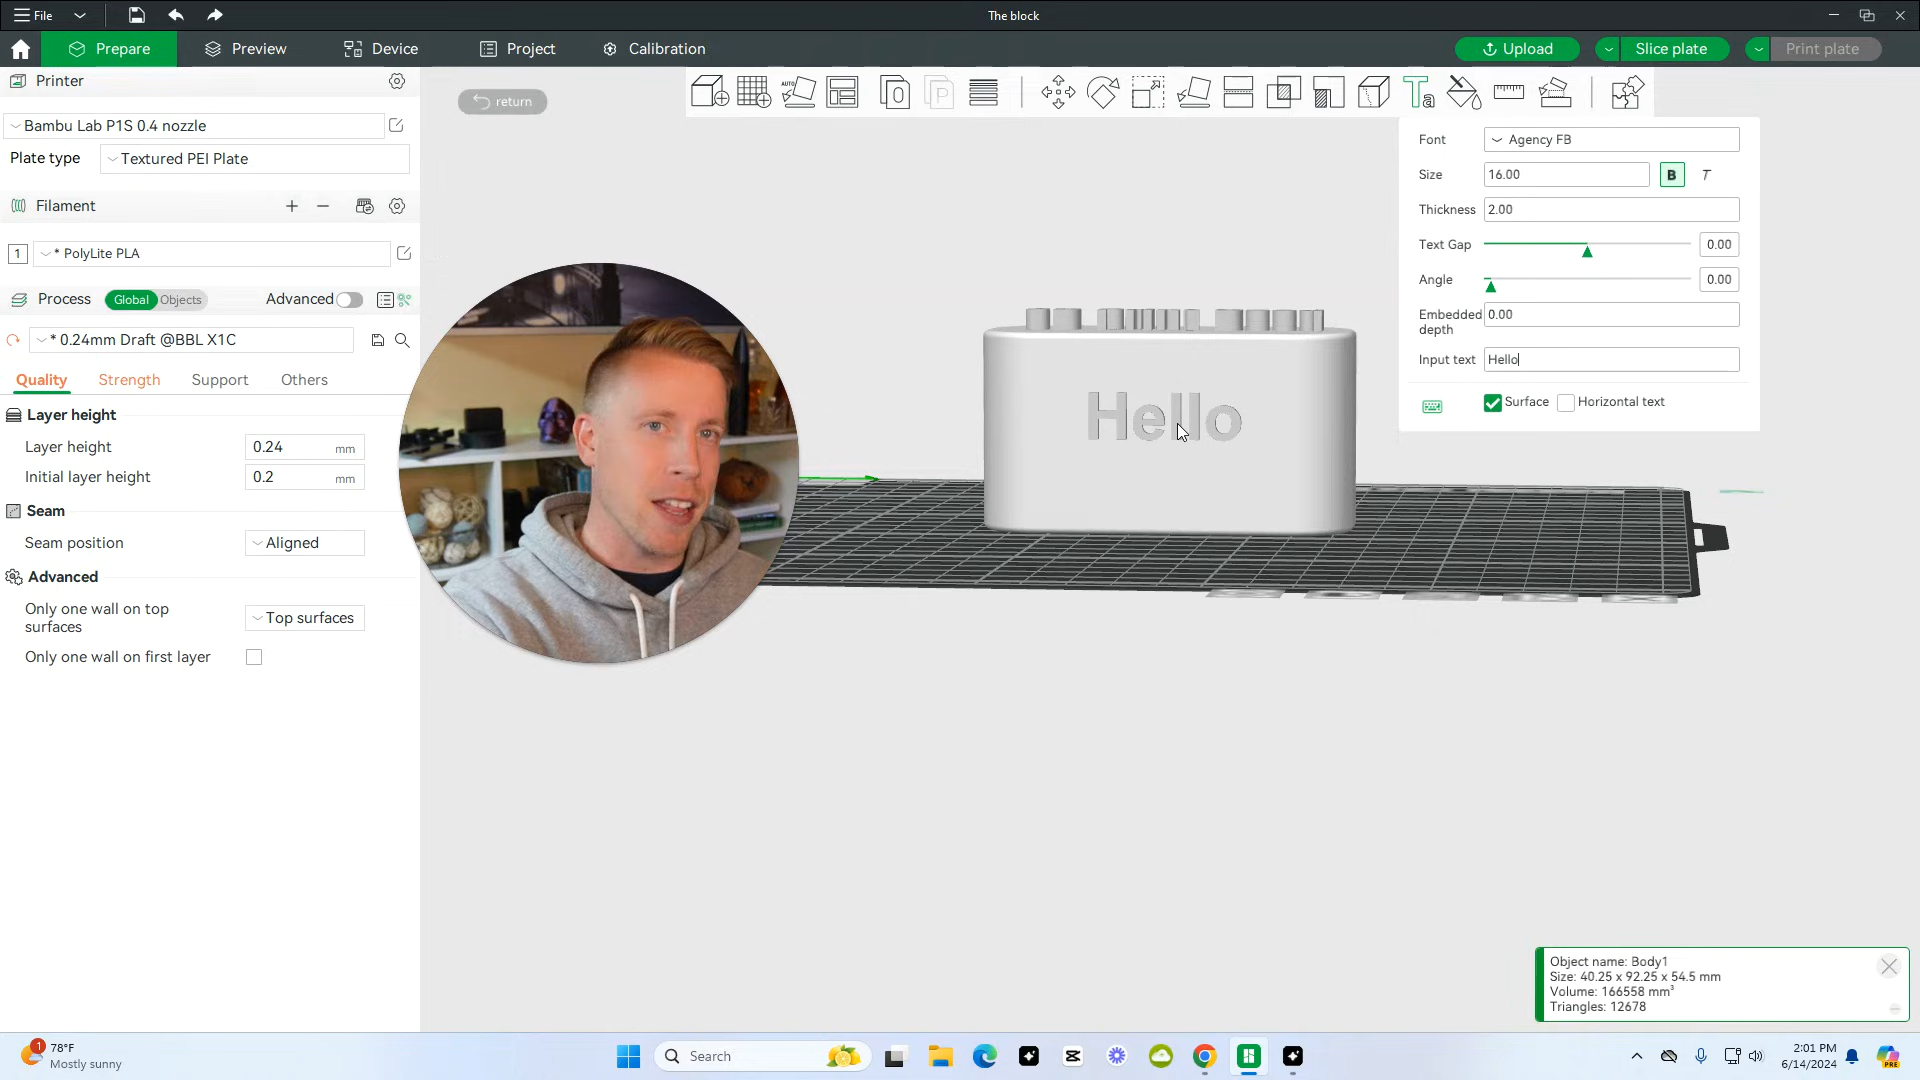 File
The block
Prepare
Preview
Device
Project
Calibration
Upload
Slice plate
Print plate
Printer
Bambu Lab P1S 0.4 nozzle
Plate type
Textured PEI Plate
Filament
1
* PolyLite PLA
Process
Global
Objects
Advanced
* 0.24mm Draft @BBL X1C
Quality
Strength
Support
Others
Layer height
Layer height
0.24
mm
Initial layer height
0.2
mm
Seam
Seam position
Aligned
Advanced
Only one wall on top
surfaces
Top surfaces
Only one wall on first layer
return
AUTO
O
P
Ta
Font
Agency FB
Size
16.00
B
T
Thickness
2.00
Text Gap
0.00
Angle
0.00
Embedded
depth
0.00
Input text
Hello
Surface
Horizontal text
Hello
Object name: Body1
Size: 40.25 x 92.25 x 54.5 mm
Volume: 166558 mm³
Triangles: 12678
1
78°F
Mostly sunny
Search
2:01 PM
6/14/2024
PRE